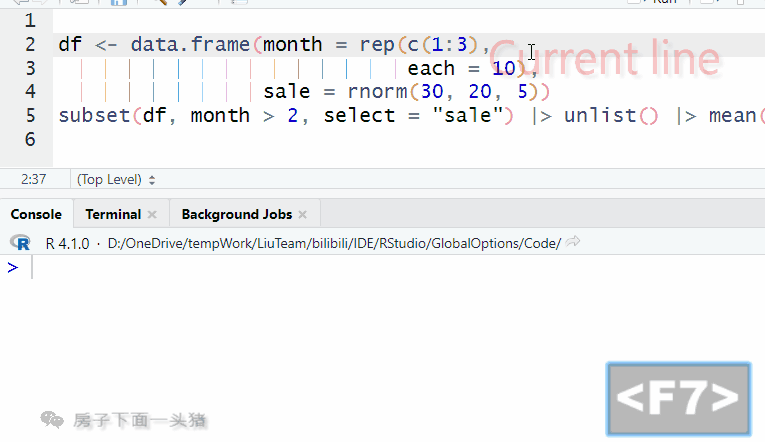 Run
1
2 df <- data.frame(month = rep(c(1:3),
Current line
3 each = 10),
4 sale = rnorm(30, 20, 5))
5 subset(df, month > 2, select = "sale") |> unlist() |> mean(
6
2:37 (Top Level)
Console Terminal Background Jobs
R R 4.1.0 · D:/OneDrive/tempWork/LiuTeam/bilibili/IDE/RStudio/GlobalOptions/Code/
>
<F7>
房子下面一头猪